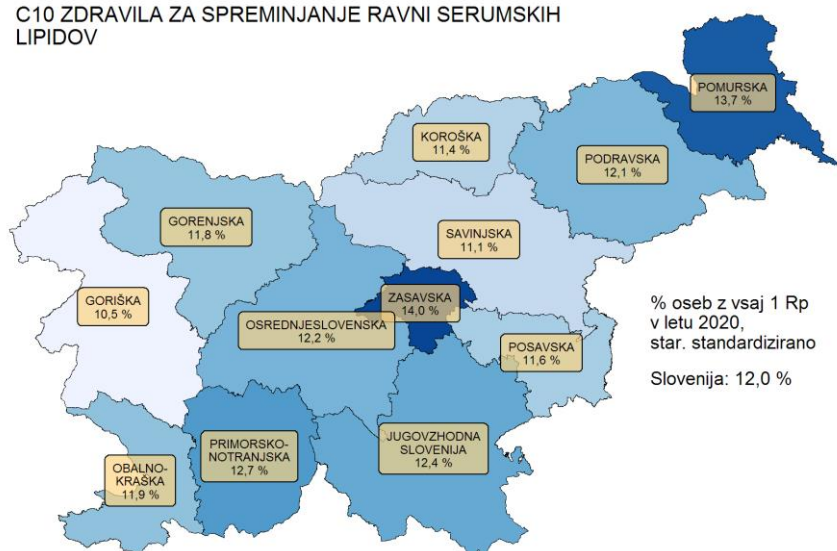 C10 ZDRAVILA ZA SPREMINJANJE RAVNI SERUMSKIH
LIPIDOV
POMURSKA
13,7 %
KOROŠKA
11,4 %
PODRAVSKA
12,1 %
GORENJSKA
11,8 %
SAVINJSKA
11,1 %
GORIŠKA
10,5 %
ZASAVSKA
14,0 %
OSREDNJESLOVENSKA
12,2 %
POSAVSKA
11,6 %
% oseb z vsaj 1 Rp
v letu 2020,
star. standardizirano
Slovenija: 12,0 %
OBALNO-
KRAŠKA
11,9 %
PRIMORSKO-
NOTRANJSKA
12,7 %
JUGOVZHODNA
SLOVENIJA
12,4 %